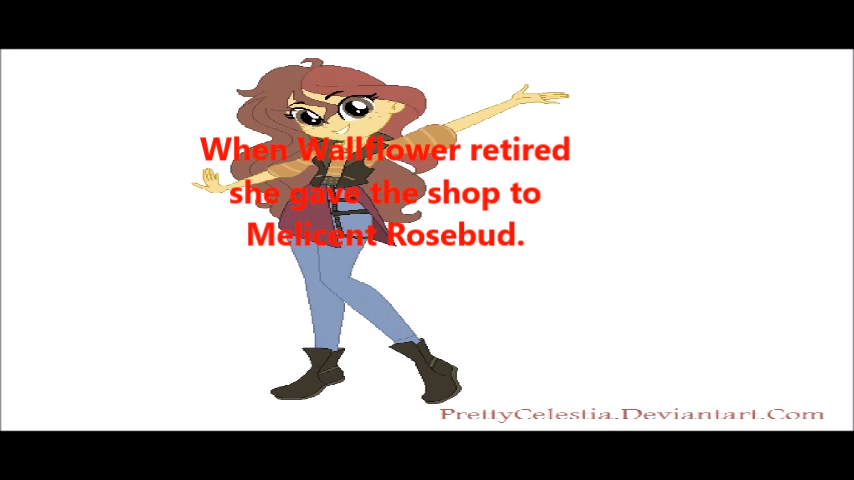 When Wallflower retired
she gave the shop to
Melicent Rosebud.
PrettyCelestia.Deviantart.Com